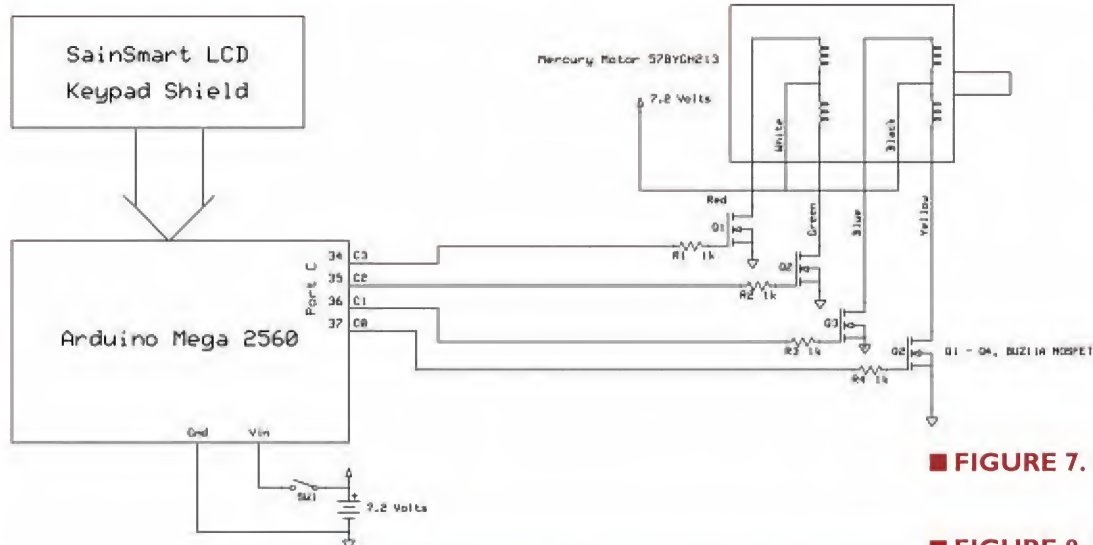 SainSmart LCD
Keypad Shield
Mercury Motor 57BYGH213
7.2 Volts
White
Black
Red
Green
Blue
Yellow
Q1
R1 1k
Q2
R2 1k
Q3
R3 1k
Q2
R4 1k
Q1 - Q4, BUZ11A MOSFET
Port C
34 C3
35 C2
36 C1
37 C0
Arduino Mega 2560
Gnd Vin
SW1
+
7.2 Volts
■ FIGURE 7.